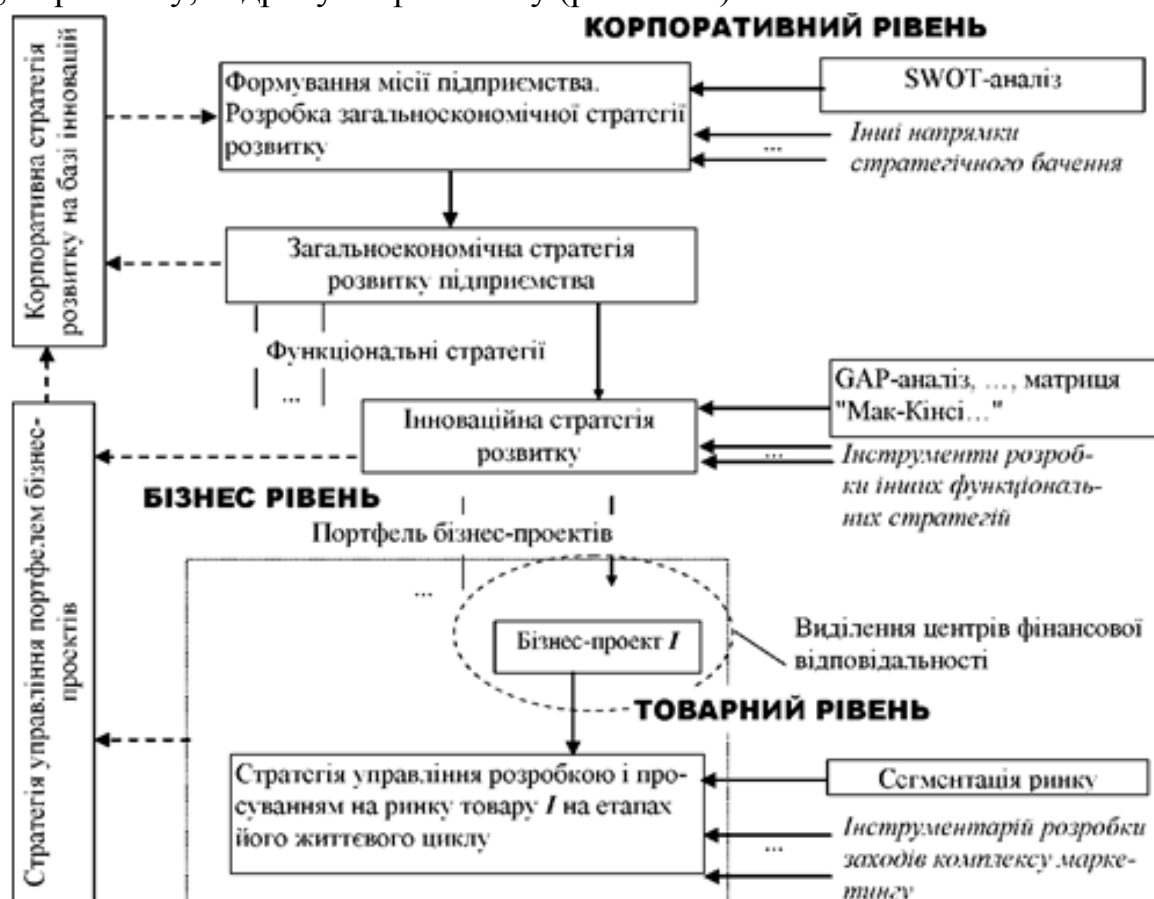 КОРПОРАТИВНИЙ РІВЕНЬ
Формування місії підприємства.
Розробка загальноекономічної стратегії
розвитку
SWOT-аналіз
Інші напрямки
...
стратегічного бачення
Корпоративна стратегія
розвитку на базі інновацій
Загальноекономічна стратегія
розвитку підприємства
Функціональні стратегії
...
GAP-аналіз, ..., матриця
"Мак-Кінсі..."
Інноваційна стратегія
розвитку
...
Інструменти розроб-
ки інших функціональ-
них стратегій
БІЗНЕС РІВЕНЬ
Портфель бізнес-проектів
...
Стратегія управління портфелем бізнес-
проектів
Бізнес-проект I
Виділення центрів фінансової
відповідальності
ТОВАРНИЙ РІВЕНЬ
Стратегія управління розробкою і про-
суванням на ринку товару I на етапах
його життєвого циклу
Сегментація ринку
Інструментарій розробки
...
заходів комплексу марке-
тингу